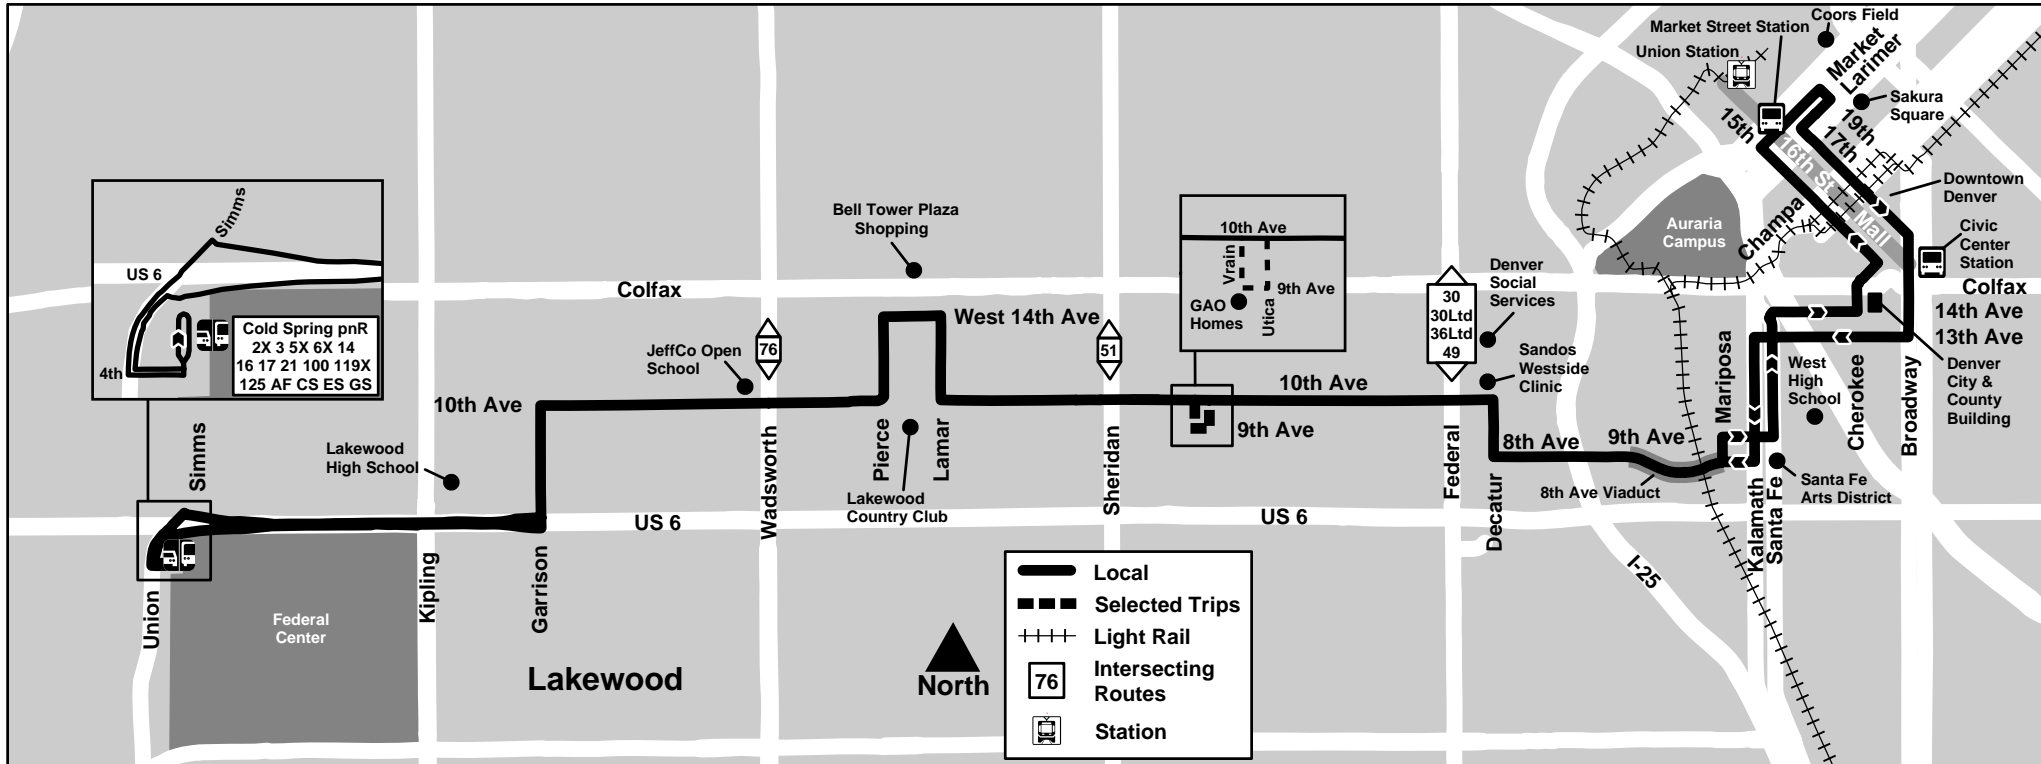 Coors Field
Market Street Station
Union Station
Market
Larimer
Sakura
Square
15th
19th
17th
16th St
Mall
Downtown
Denver
Civic
Center
Station
Champa
Auraria
Campus
Simms
US 6
4th
Cold Spring pnR
2X 3 5X 6X 14
16 17 21 100 119X
125 AF CS ES GS
Bell Tower Plaza
Shopping
Colfax
10th Ave
Vrain
9th Ave
GAO
Homes
Utica
30
30Ltd
36Ltd
49
Denver
Social
Services
Colfax
14th Ave
13th Ave
West 14th Ave
76
51
JeffCo Open
School
Sandos
Westside
Clinic
10th Ave
10th Ave
9th Ave
8th Ave
9th Ave
Mariposa
West
High
School
Cherokee
Broadway
Denver
City &
County
Building
Simms
Lakewood
High School
Pierce
Lamar
Wadsworth
Sheridan
Federal
Decatur
Lakewood
Country Club
8th Ave Viaduct
Santa Fe
Arts District
Kalamath
Santa Fe
US 6
US 6
Union
Kipling
Garrison
I-25
Federal
Center
Lakewood
North
Local
Selected Trips
Light Rail
76
Intersecting
Routes
Station